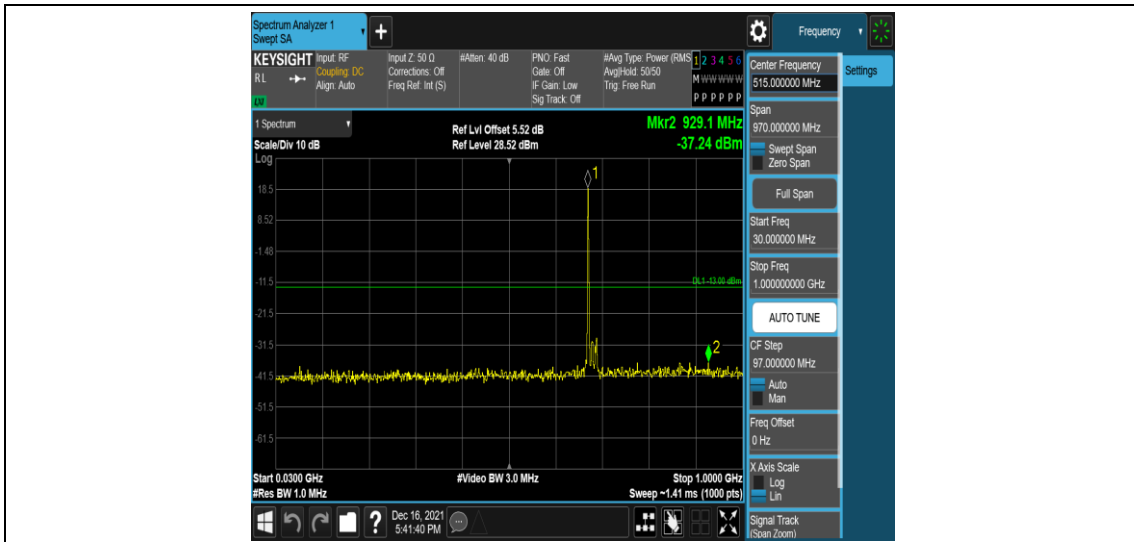 Spectrum Analyzer 1
Swept SA
+
Frequency
KEYSIGHT
RL
LXI
Input: RF
Coupling: DC
Align: Auto
Input Z: 50 Ω
Corrections: Off
Freq Ref: Int (S)
#Atten: 40 dB
PNO: Fast
Gate: Off
IF Gain: Low
Sig Track: Off
#Avg Type: Power (RMS
Avg|Hold: 50/50
Trig: Free Run
1 2 3 4 5 6
M W W W W W
P P P P P P
1 Spectrum
Scale/Div 10 dB
Log
Ref Lvl Offset 5.52 dB
Ref Level 28.52 dBm
Mkr2 929.1 MHz
-37.24 dBm
1
18.5
8.52
-1.48
-11.5
DL1 -13.00 dBm
-21.5
-31.5
2
-41.5
-51.5
-61.5
Start 0.0300 GHz
#Res BW 1.0 MHz
#Video BW 3.0 MHz
Stop 1.0000 GHz
Sweep ~1.41 ms (1000 pts)
?
Dec 16, 2021
5:41:40 PM
Center Frequency
515.000000 MHz
Settings
Span
970.000000 MHz
Swept Span
Zero Span
Full Span
Start Freq
30.000000 MHz
Stop Freq
1.000000000 GHz
AUTO TUNE
CF Step
97.000000 MHz
Auto
Man
Freq Offset
0 Hz
X Axis Scale
Log
Lin
Signal Track
(Span Zoom)